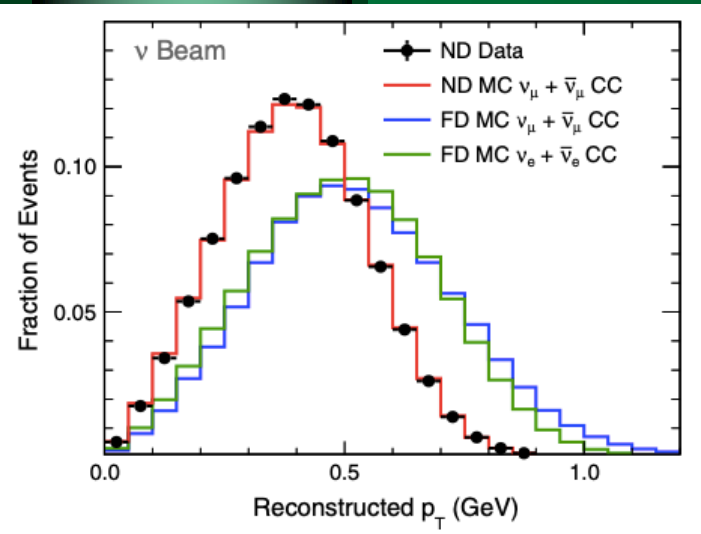 ν Beam
ND Data
ND MC νμ + ν̅μ CC
FD MC νμ + ν̅μ CC
FD MC νe + ν̅e CC
Fraction of Events
0.10
0.05
0.0
0.5
1.0
Reconstructed pT (GeV)